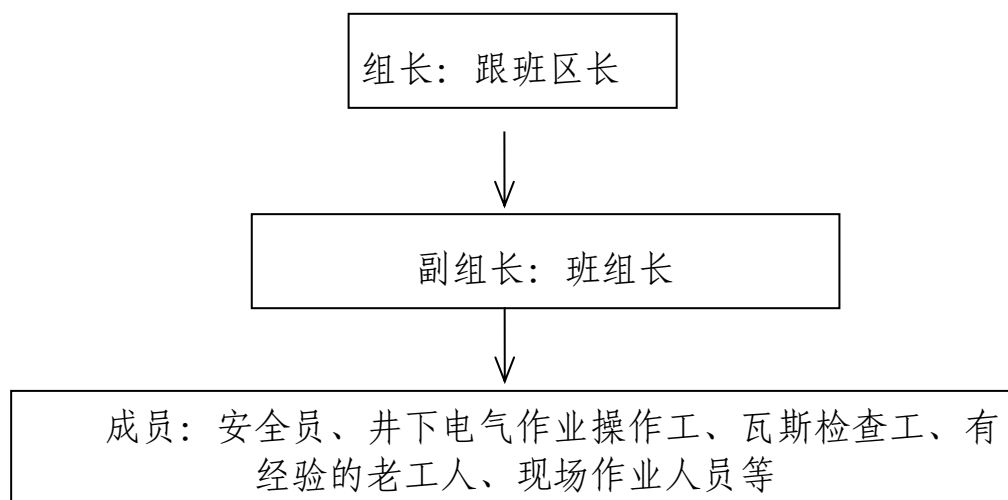 组长：跟班区长
副组长：班组长
成员：安全员、井下电气作业操作工、瓦斯检查工、有
经验的老工人、现场作业人员等